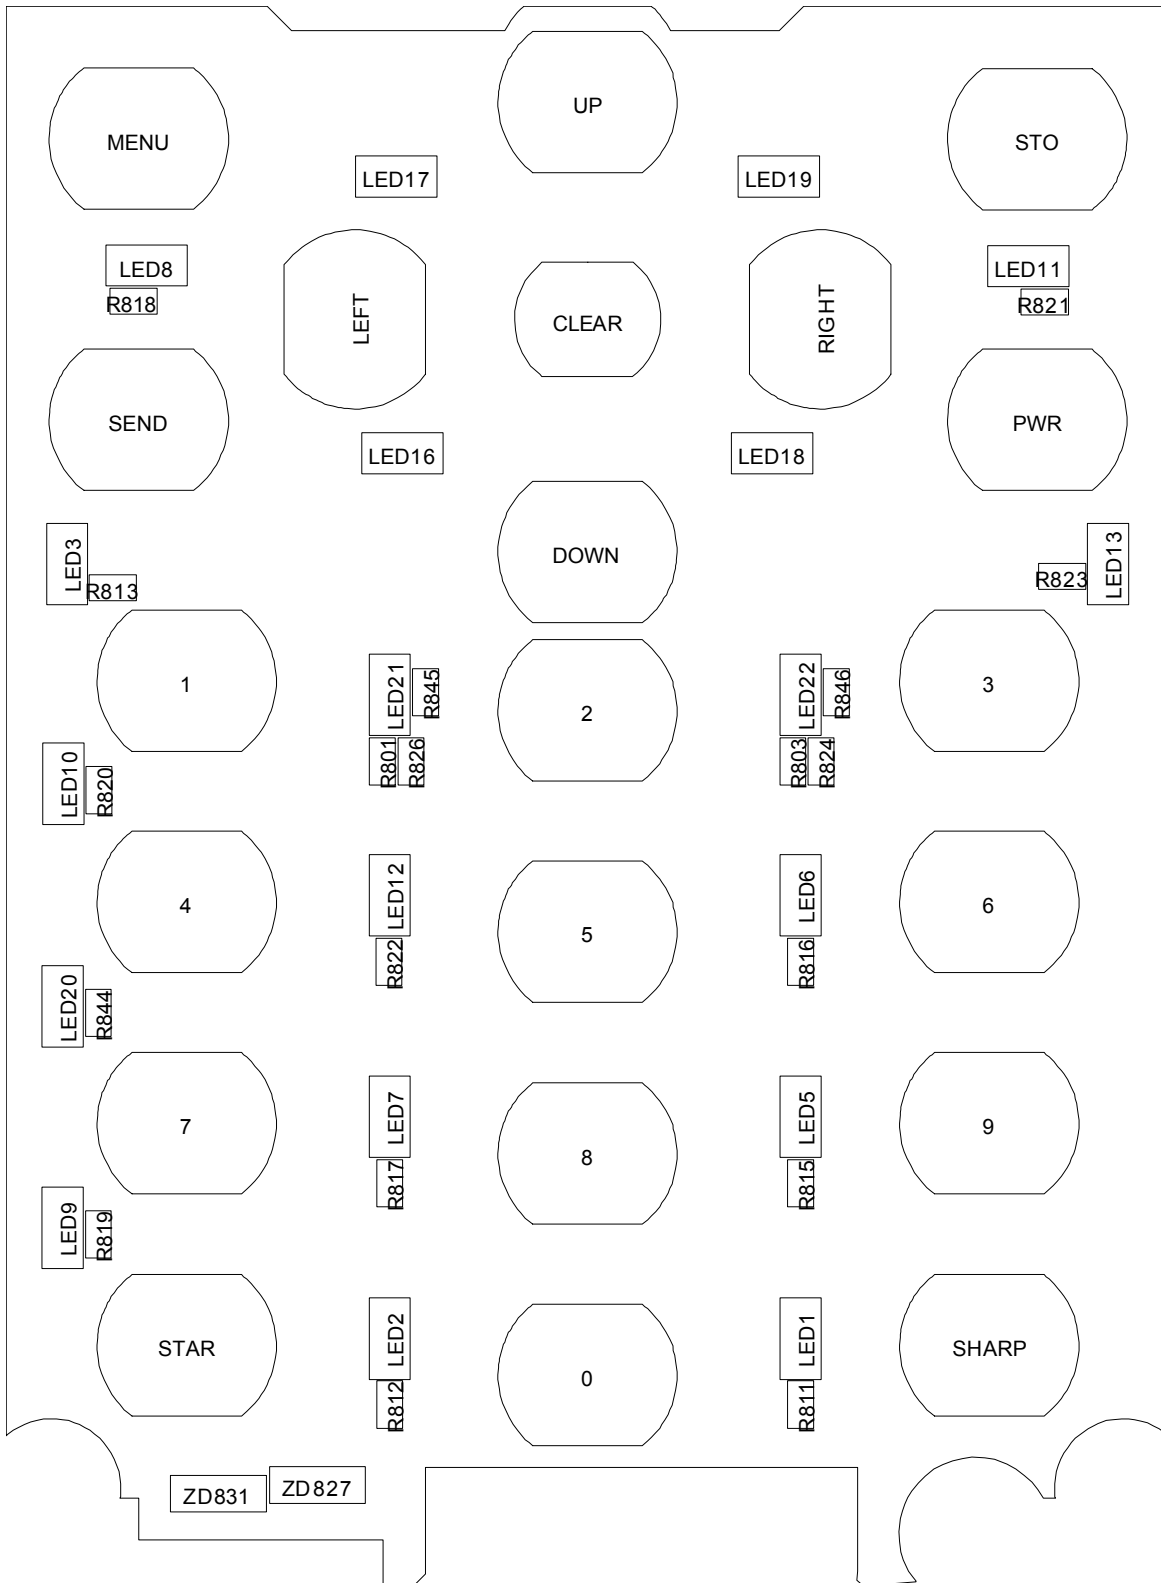 UP
MENU
STO
LED17
LED19
LED8
LED11
R818
R821
LEFT
CLEAR
RIGHT
SEND
PWR
LED16
LED18
DOWN
LED3
LED13
R813
R823
1
LED21
R845
2
LED22
R846
3
LED10
R820
R801
R826
R803
R824
4
LED12
5
LED6
6
R822
R816
LED20
R844
7
LED7
8
LED5
9
R817
R815
LED9
R819
STAR
LED2
0
LED1
SHARP
R812
R811
ZD831
ZD827